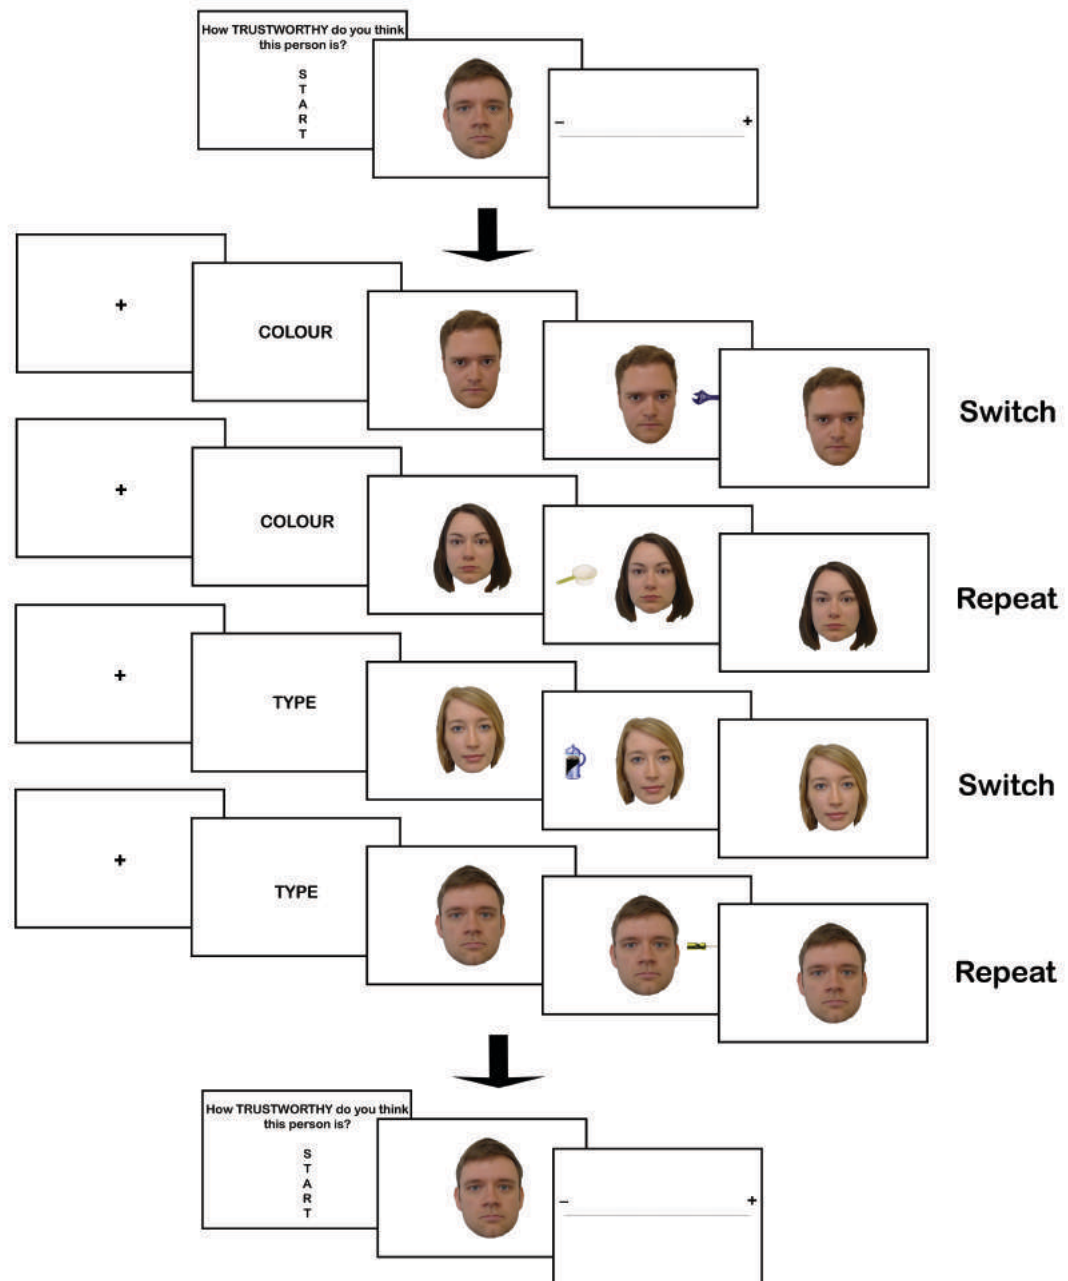 How TRUSTWORTHY do you think
this person is?
S
T
A
R
T
–
+
+
COLOUR
Switch
+
COLOUR
Repeat
+
TYPE
Switch
+
TYPE
Repeat
How TRUSTWORTHY do you think
this person is?
S
T
A
R
T
–
+